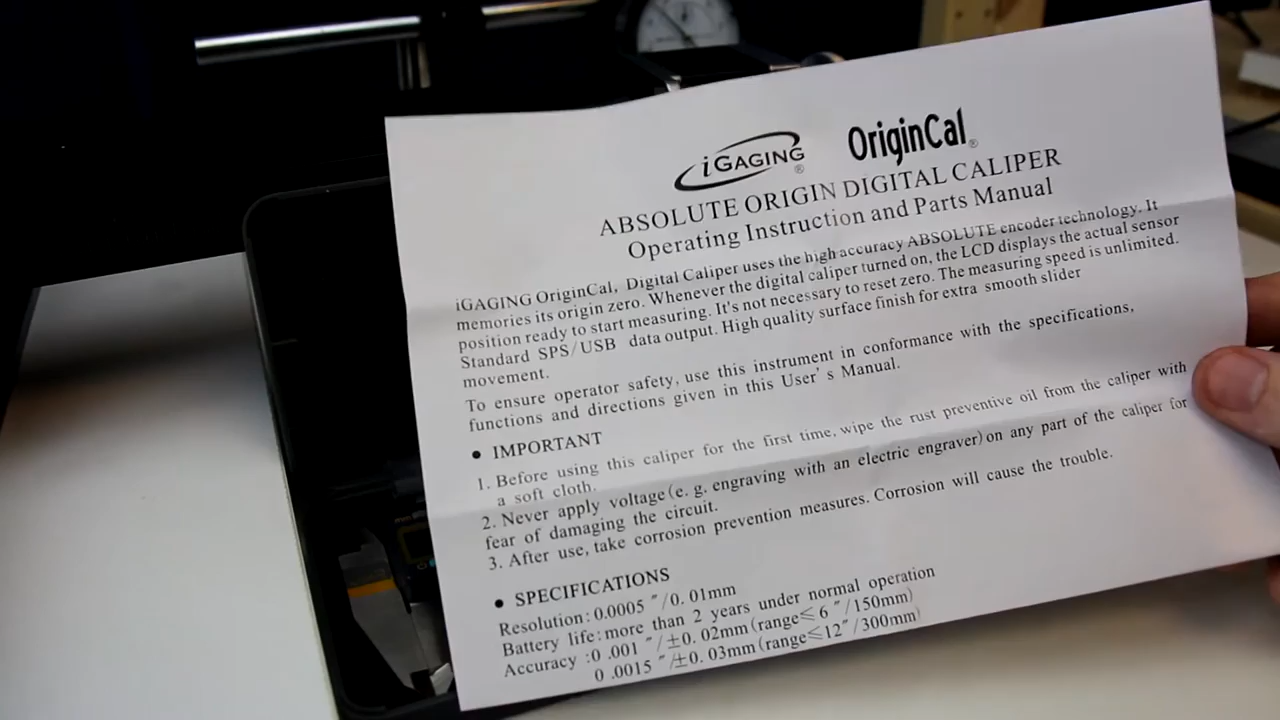 iGAGING® OriginCal®
ABSOLUTE ORIGIN DIGITAL CALIPER
Operating Instruction and Parts Manual
iGAGING OriginCal, Digital Caliper uses the high accuracy ABSOLUTE encoder technology. It
memories its origin zero. Whenever the digital caliper turned on, the LCD displays the actual sensor
position ready to start measuring. It's not necessary to reset zero. The measuring speed is unlimited.
Standard SPS/USB data output. High quality surface finish for extra smooth slider
movement.
To ensure operator safety, use this instrument in conformance with the specifications,
functions and directions given in this User's Manual.
• IMPORTANT
1. Before using this caliper for the first time, wipe the rust preventive oil from the caliper with
a soft cloth.
2. Never apply voltage(e. g. engraving with an electric engraver) on any part of the caliper for
fear of damaging the circuit.
3. After use, take corrosion prevention measures. Corrosion will cause the trouble.
• SPECIFICATIONS
Resolution: 0.0005 "/0. 01mm
Battery life: more than 2 years under normal operation
Accuracy :0 .001 "/±0. 02mm(range≤ 6 "/150mm)
0 .0015 "/±0. 03mm(range≤12"/300mm)